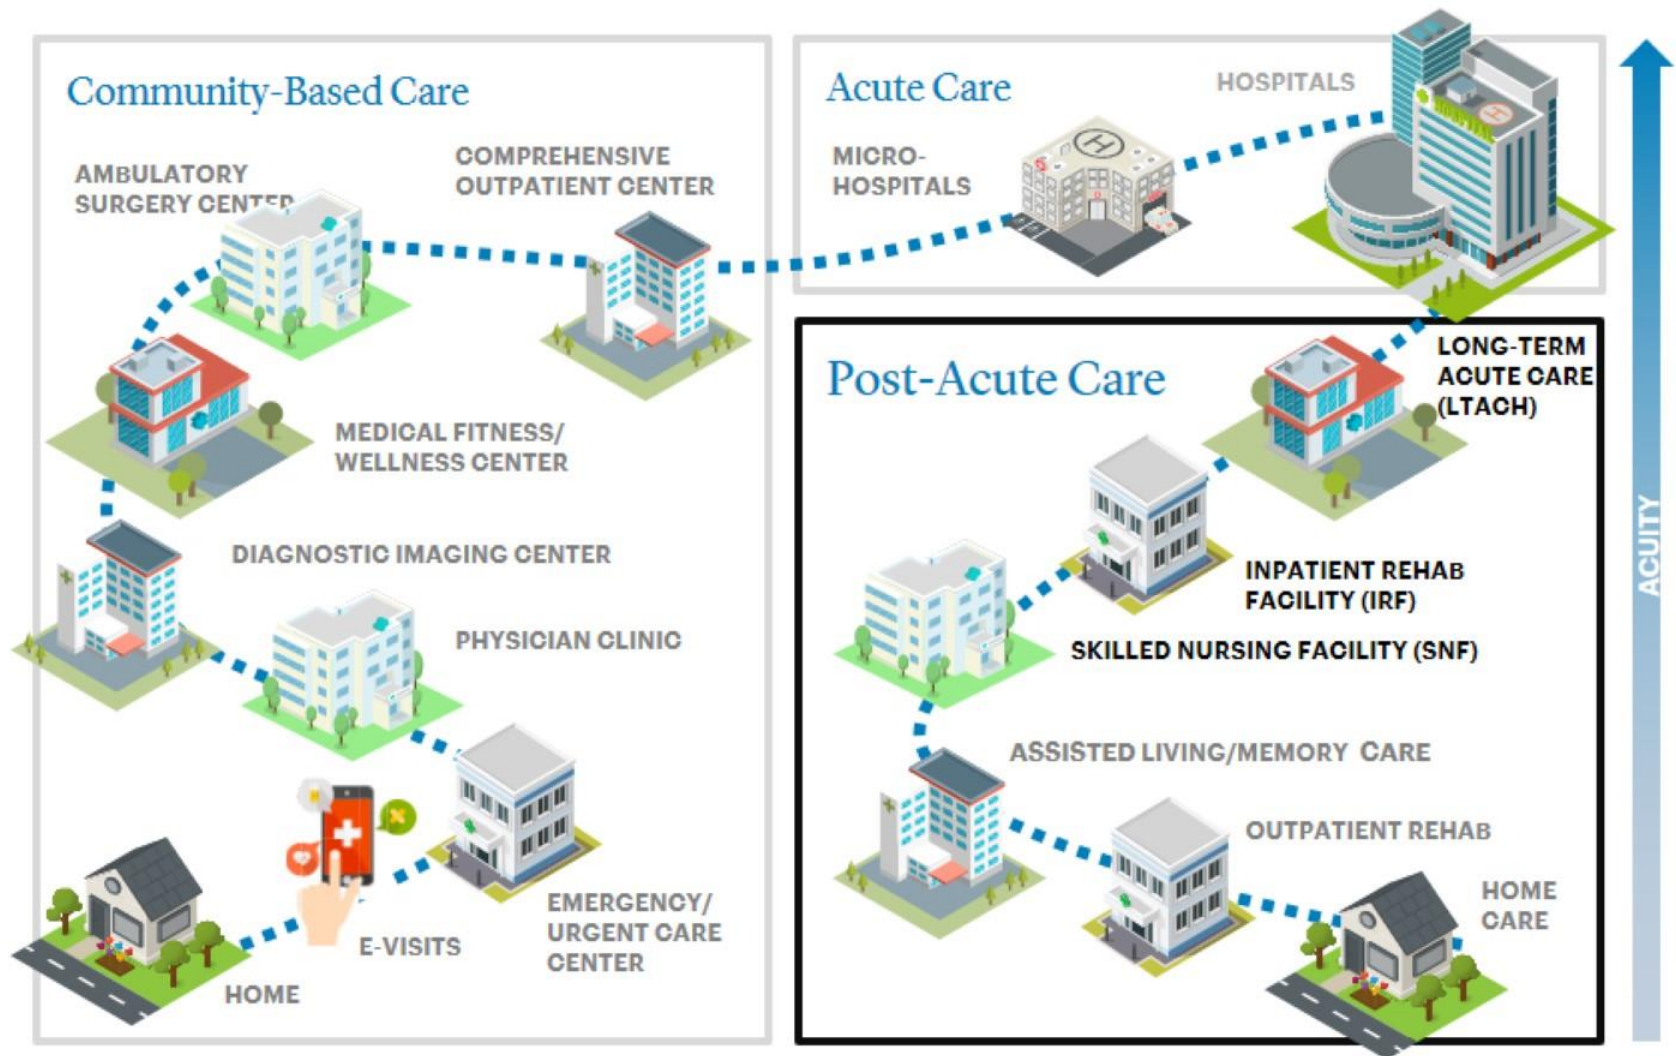 Community-Based Care
AMBULATORY
SURGERY CENTER
COMPREHENSIVE
OUTPATIENT CENTER
MEDICAL FITNESS/
WELLNESS CENTER
DIAGNOSTIC IMAGING CENTER
PHYSICIAN CLINIC
EMERGENCY/
URGENT CARE
CENTER
E-VISITS
HOME
Acute Care
MICRO-
HOSPITALS
H
HOSPITALS
HOSPITAL
H
Post-Acute Care
LONG-TERM
ACUTE CARE
(LTACH)
INPATIENT REHAB
FACILITY (IRF)
SKILLED NURSING FACILITY (SNF)
ASSISTED LIVING/MEMORY CARE
OUTPATIENT REHAB
HOME
CARE
ACUITY